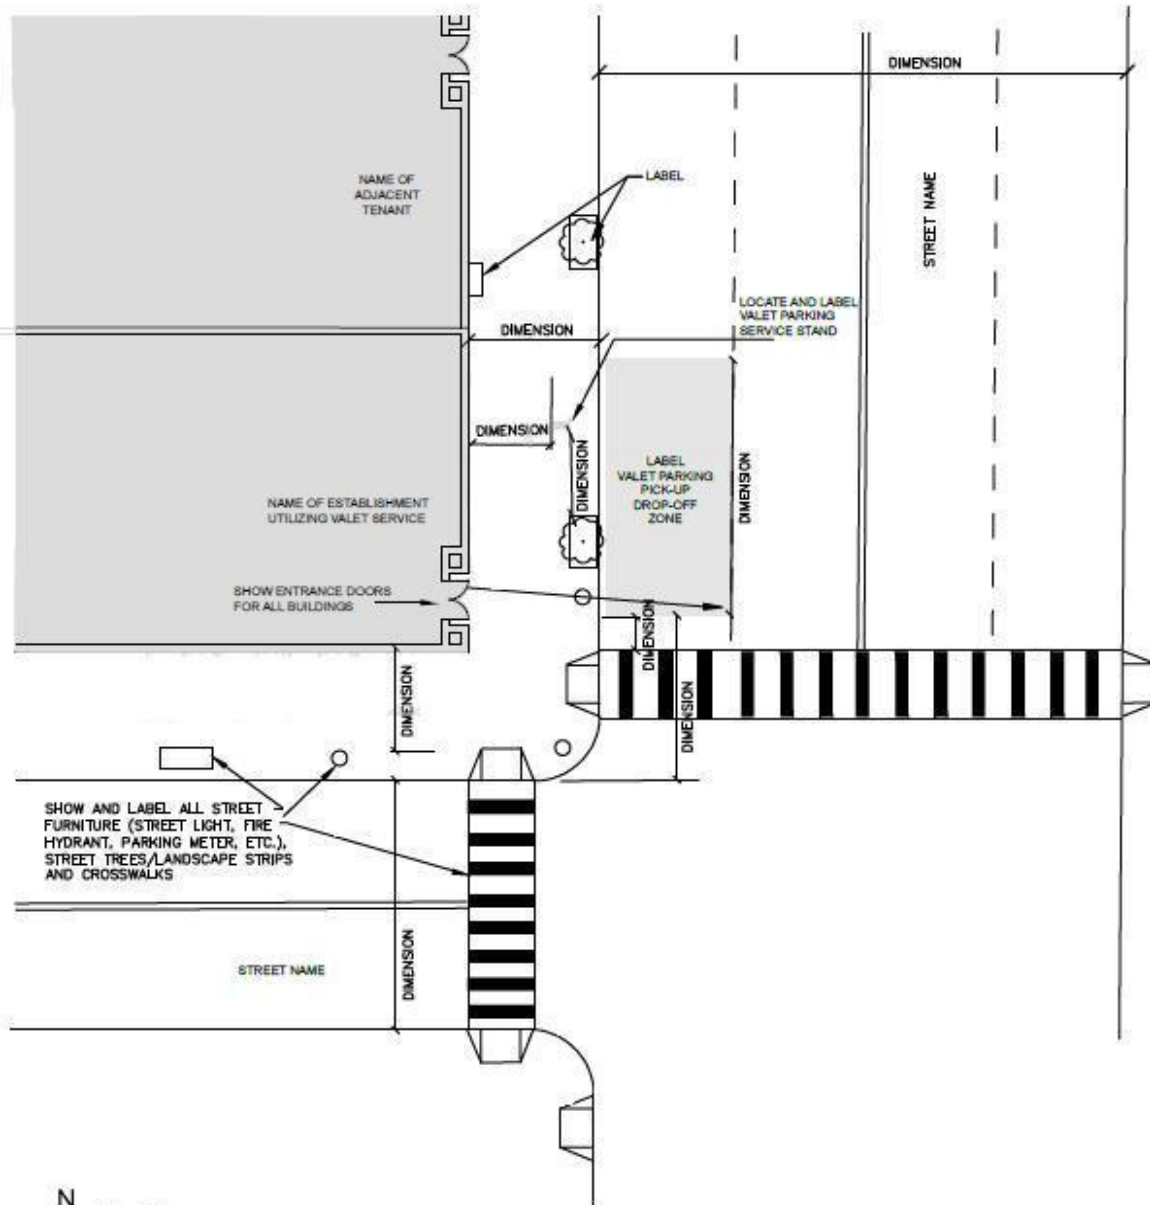 DIMENSION
NAME OF
ADJACENT
TENANT
LABEL
STREET NAME
LOCATE AND LABEL
VALET PARKING
SERVICE STAND
DIMENSION
DIMENSION
DIMENSION
LABEL
VALET PARKING
PICK-UP
DROP-OFF
ZONE
DIMENSION
NAME OF ESTABLISHMENT
UTILIZING VALET SERVICE
SHOW ENTRANCE DOORS
FOR ALL BUILDINGS
DIMENSION
DIMENSION
DIMENSION
SHOW AND LABEL ALL STREET
FURNITURE (STREET LIGHT, FIRE
HYDRANT, PARKING METER, ETC.),
STREET TREES/LANDSCAPE STRIPS
AND CROSSWALKS
DIMENSION
STREET NAME
N